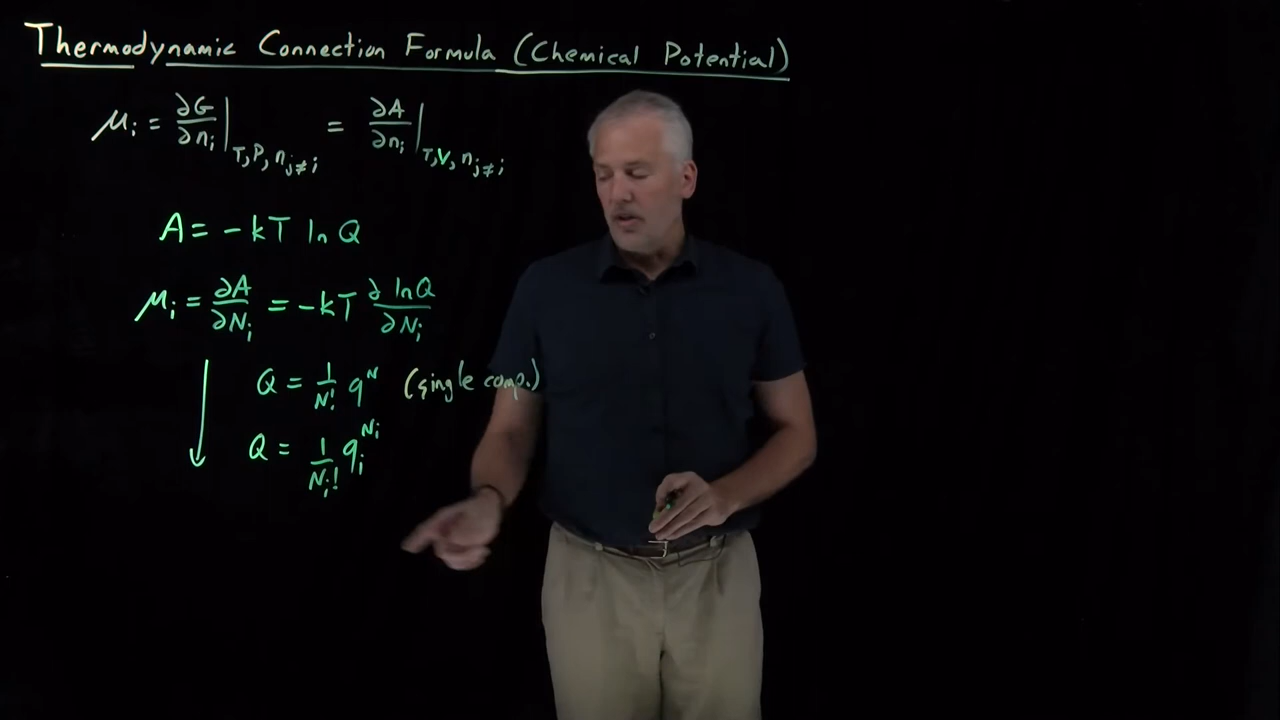 Thermodynamic Connection Formula (Chemical Potential)
μᵢ = ∂G/∂nᵢ |T,P,nⱼ≠ᵢ = ∂A/∂nᵢ |T,V,nⱼ≠ᵢ
A = -kT ln Q
μᵢ = ∂A/∂Nᵢ = -kT ∂ lnQ/∂Nᵢ
Q = 1/N! q^N (single comp.)
Q = 1/Nᵢ! qᵢ^Nᵢ